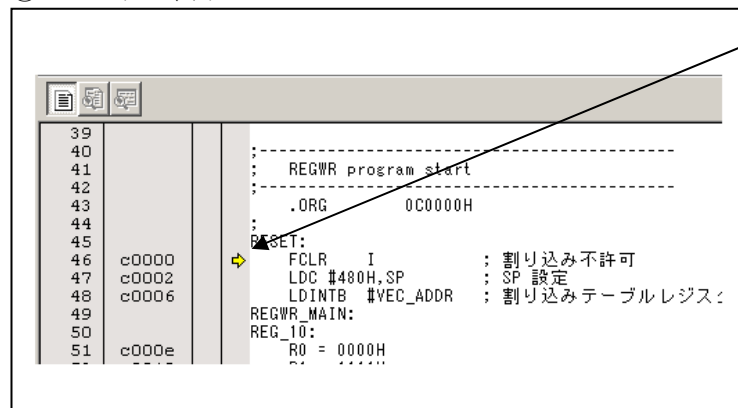 39
40 ;-------------------------------------------------
41 ; REGWR program start
42 ;-------------------------------------------------
43 .ORG 0C0000H
44 ;
45 RESET:
46 c0000 FCLR I ; 割り込み不許可
47 c0002 LDC #480H,SP ; SP 設定
48 c0006 LDINTB #VEC_ADDR ; 割り込みテーブルレジス
49 REGWR_MAIN:
50 REG_10:
51 c000e R0 = 0000H